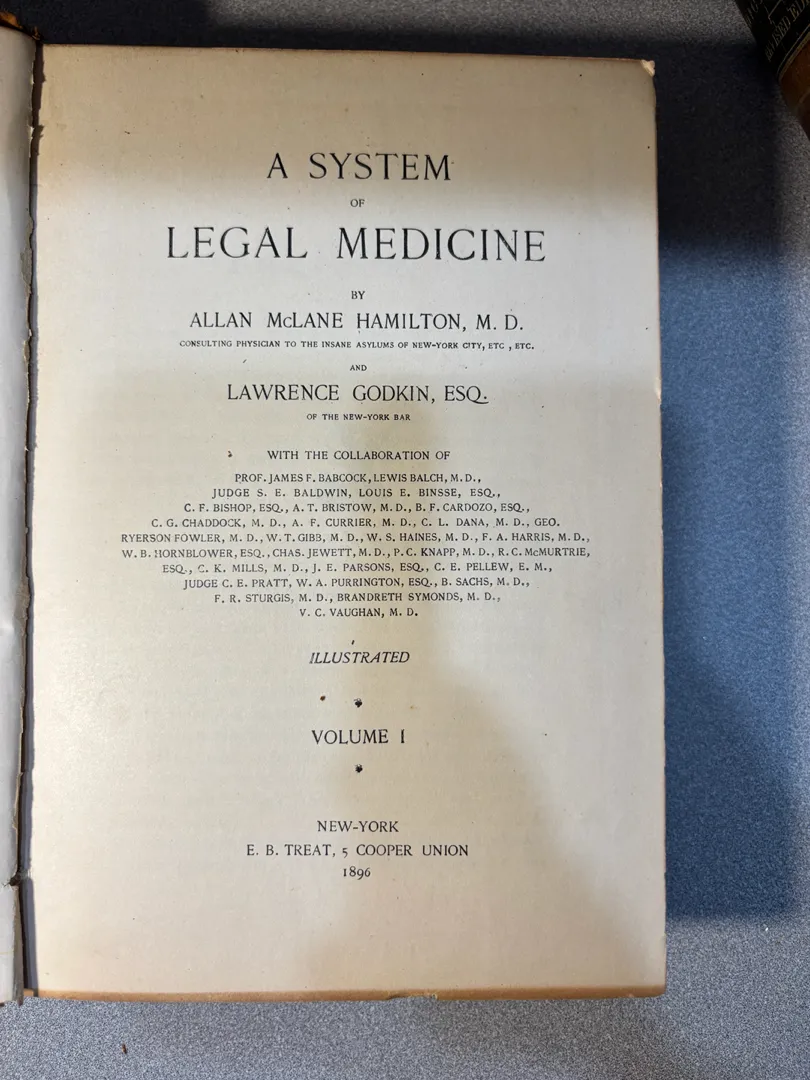 A SYSTEM
OF
LEGAL MEDICINE
BY
ALLAN McLANE HAMILTON, M. D.
CONSULTING PHYSICIAN TO THE INSANE ASYLUMS OF NEW-YORK CITY, ETC , ETC.
AND
LAWRENCE GODKIN, ESQ.
OF THE NEW-YORK BAR
WITH THE COLLABORATION OF
PROF. JAMES F. BABCOCK, LEWIS BALCH, M. D.,
JUDGE S. E. BALDWIN, LOUIS E. BINSSE, ESQ.,
C. F. BISHOP, ESQ., A. T. BRISTOW, M. D., B. F. CARDOZO, ESQ.,
C. G. CHADDOCK, M. D., A. F. CURRIER, M. D., C. L. DANA, M. D., GEO.
RYERSON FOWLER, M. D., W. T. GIBB, M. D., W. S. HAINES, M. D., F. A. HARRIS, M. D.,
W. B. HORNBLOWER, ESQ., CHAS. JEWETT, M. D., P. C. KNAPP, M. D., R. C. McMURTRIE,
ESQ., C. K. MILLS, M. D., J. E. PARSONS, ESQ., C. E. PELLEW, E. M.,
JUDGE C. E. PRATT, W. A. PURRINGTON, ESQ., B. SACHS, M. D.,
F. R. STURGIS, M. D., BRANDRETH SYMONDS, M. D.,
V. C. VAUGHAN, M. D.
ILLUSTRATED
VOLUME I
NEW-YORK
E. B. TREAT, 5 COOPER UNION
1896